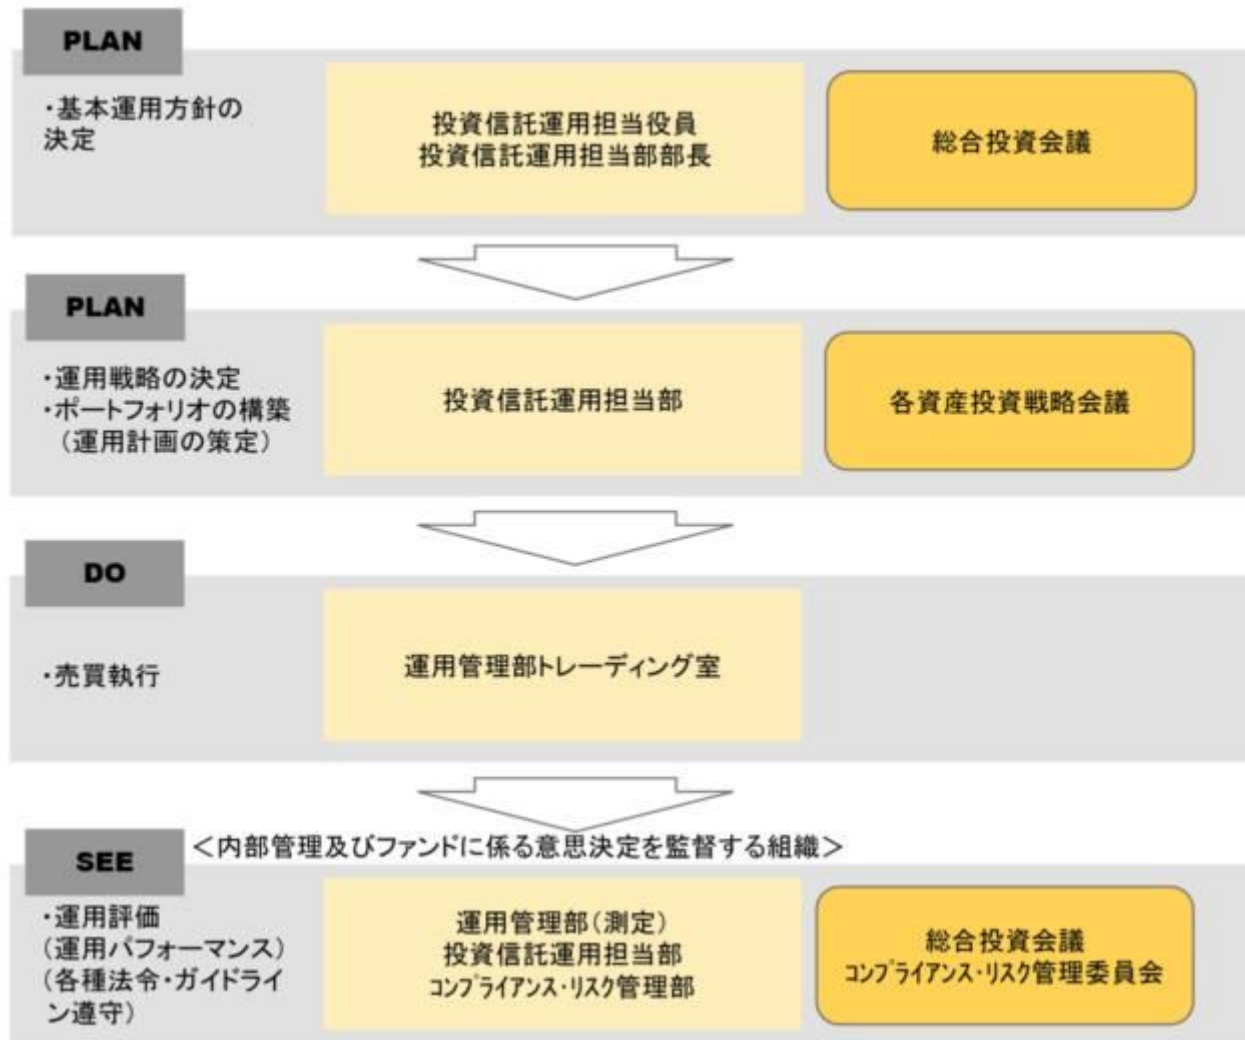 PLAN
・基本運用方針の
決定
投資信託運用担当役員
投資信託運用担当部部長
総合投資会議
PLAN
・運用戦略の決定
・ポートフォリオの構築
（運用計画の策定）
投資信託運用担当部
各資産投資戦略会議
DO
・売買執行
運用管理部トレーディング室
SEE
＜内部管理及びファンドに係る意思決定を監督する組織＞
・運用評価
(運用パフォーマンス)
(各種法令・ガイドライ
ン遵守)
運用管理部(測定)
投資信託運用担当部
ｺﾝﾌﾟﾗｲｱﾝｽ・ﾘｽｸ管理部
総合投資会議
ｺﾝﾌﾟﾗｲｱﾝｽ・ﾘｽｸ管理委員会